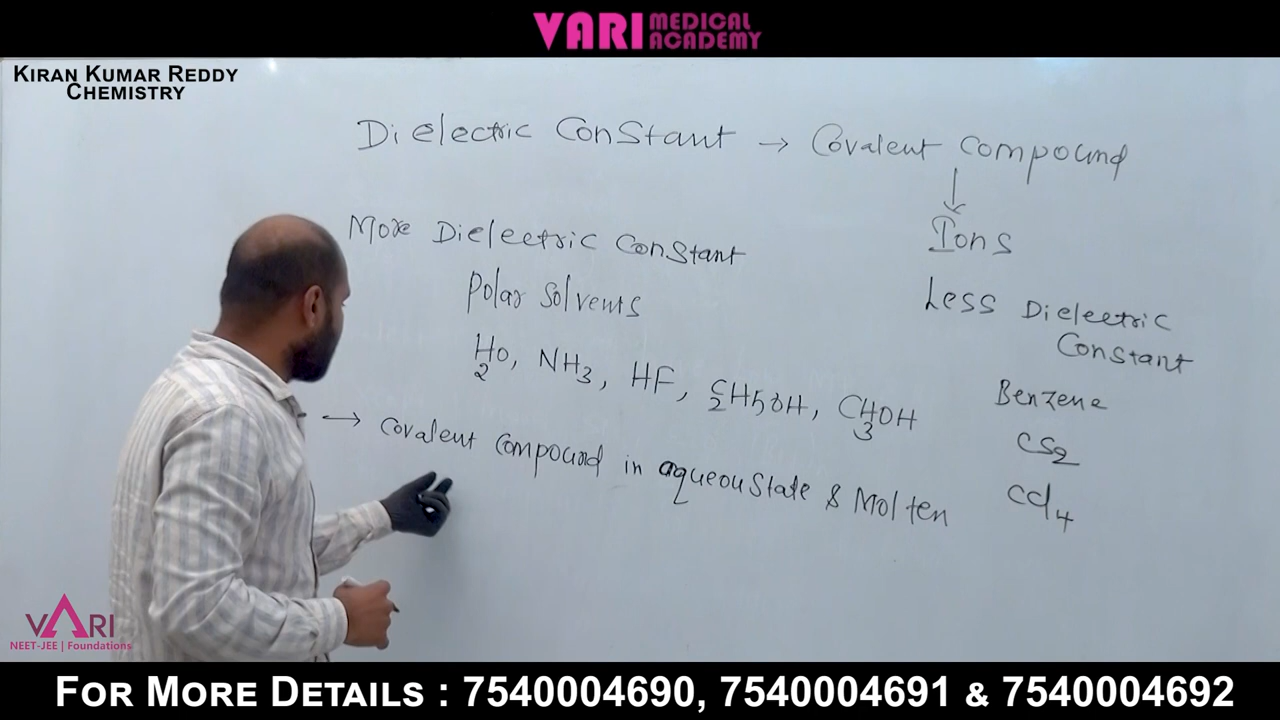 VARI MEDICAL ACADEMY
KIRAN KUMAR REDDY
CHEMISTRY
Dielectric Constant → Covalent Compound
↓
Ions
More Dielectric Constant
Polar Solvents
H2O, NH3, HF, C2H5OH, CH3OH
Less Dielectric
Constant
Benzene
CS2
CCl4
→ Covalent Compound in aqueou State & Molten
VARI
NEET-JEE | Foundations
FOR MORE DETAILS : 7540004690, 7540004691 & 7540004692